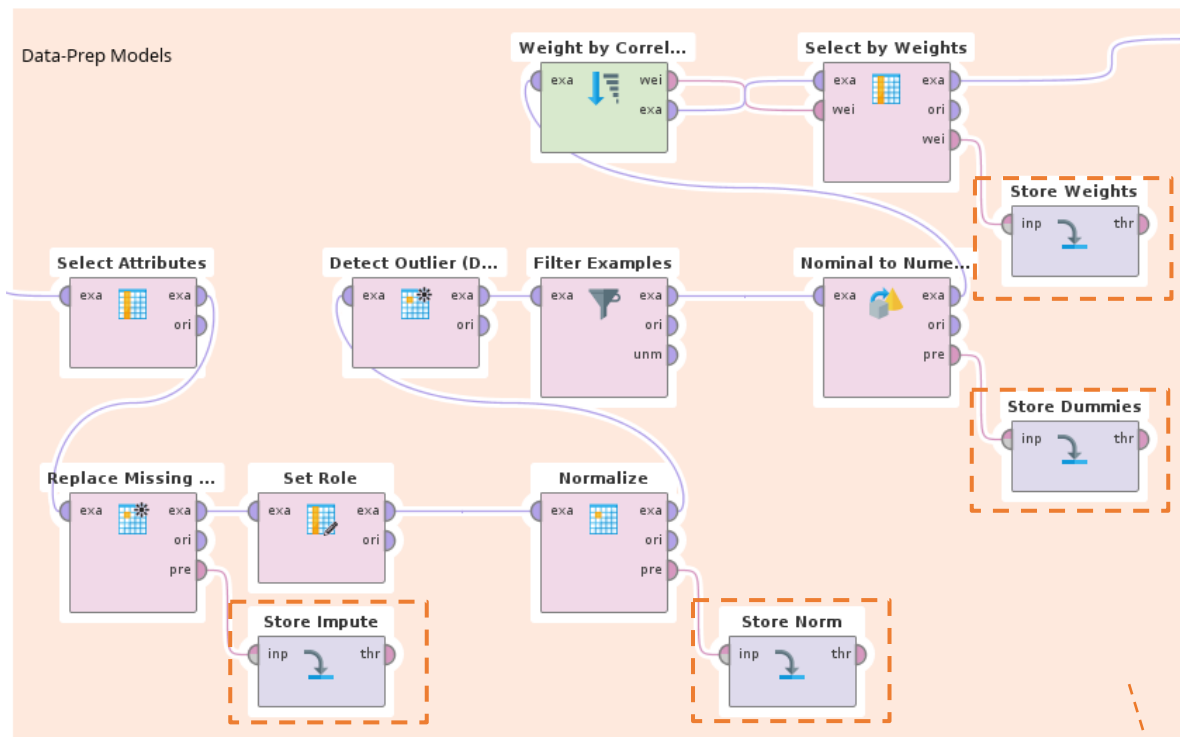 Data-Prep Models
Weight by Correl...
exa wei
exa
Select by Weights
exa exa
wei ori
wei
Store Weights
inp thr
Select Attributes
exa exa
ori
Detect Outlier (D...
exa exa
ori
Filter Examples
exa exa
ori
unm
Nominal to Nume...
exa exa
ori
pre
Store Dummies
inp thr
Replace Missing ...
exa exa
ori
pre
Set Role
exa exa
ori
Normalize
exa exa
ori
pre
Store Impute
inp thr
Store Norm
inp thr